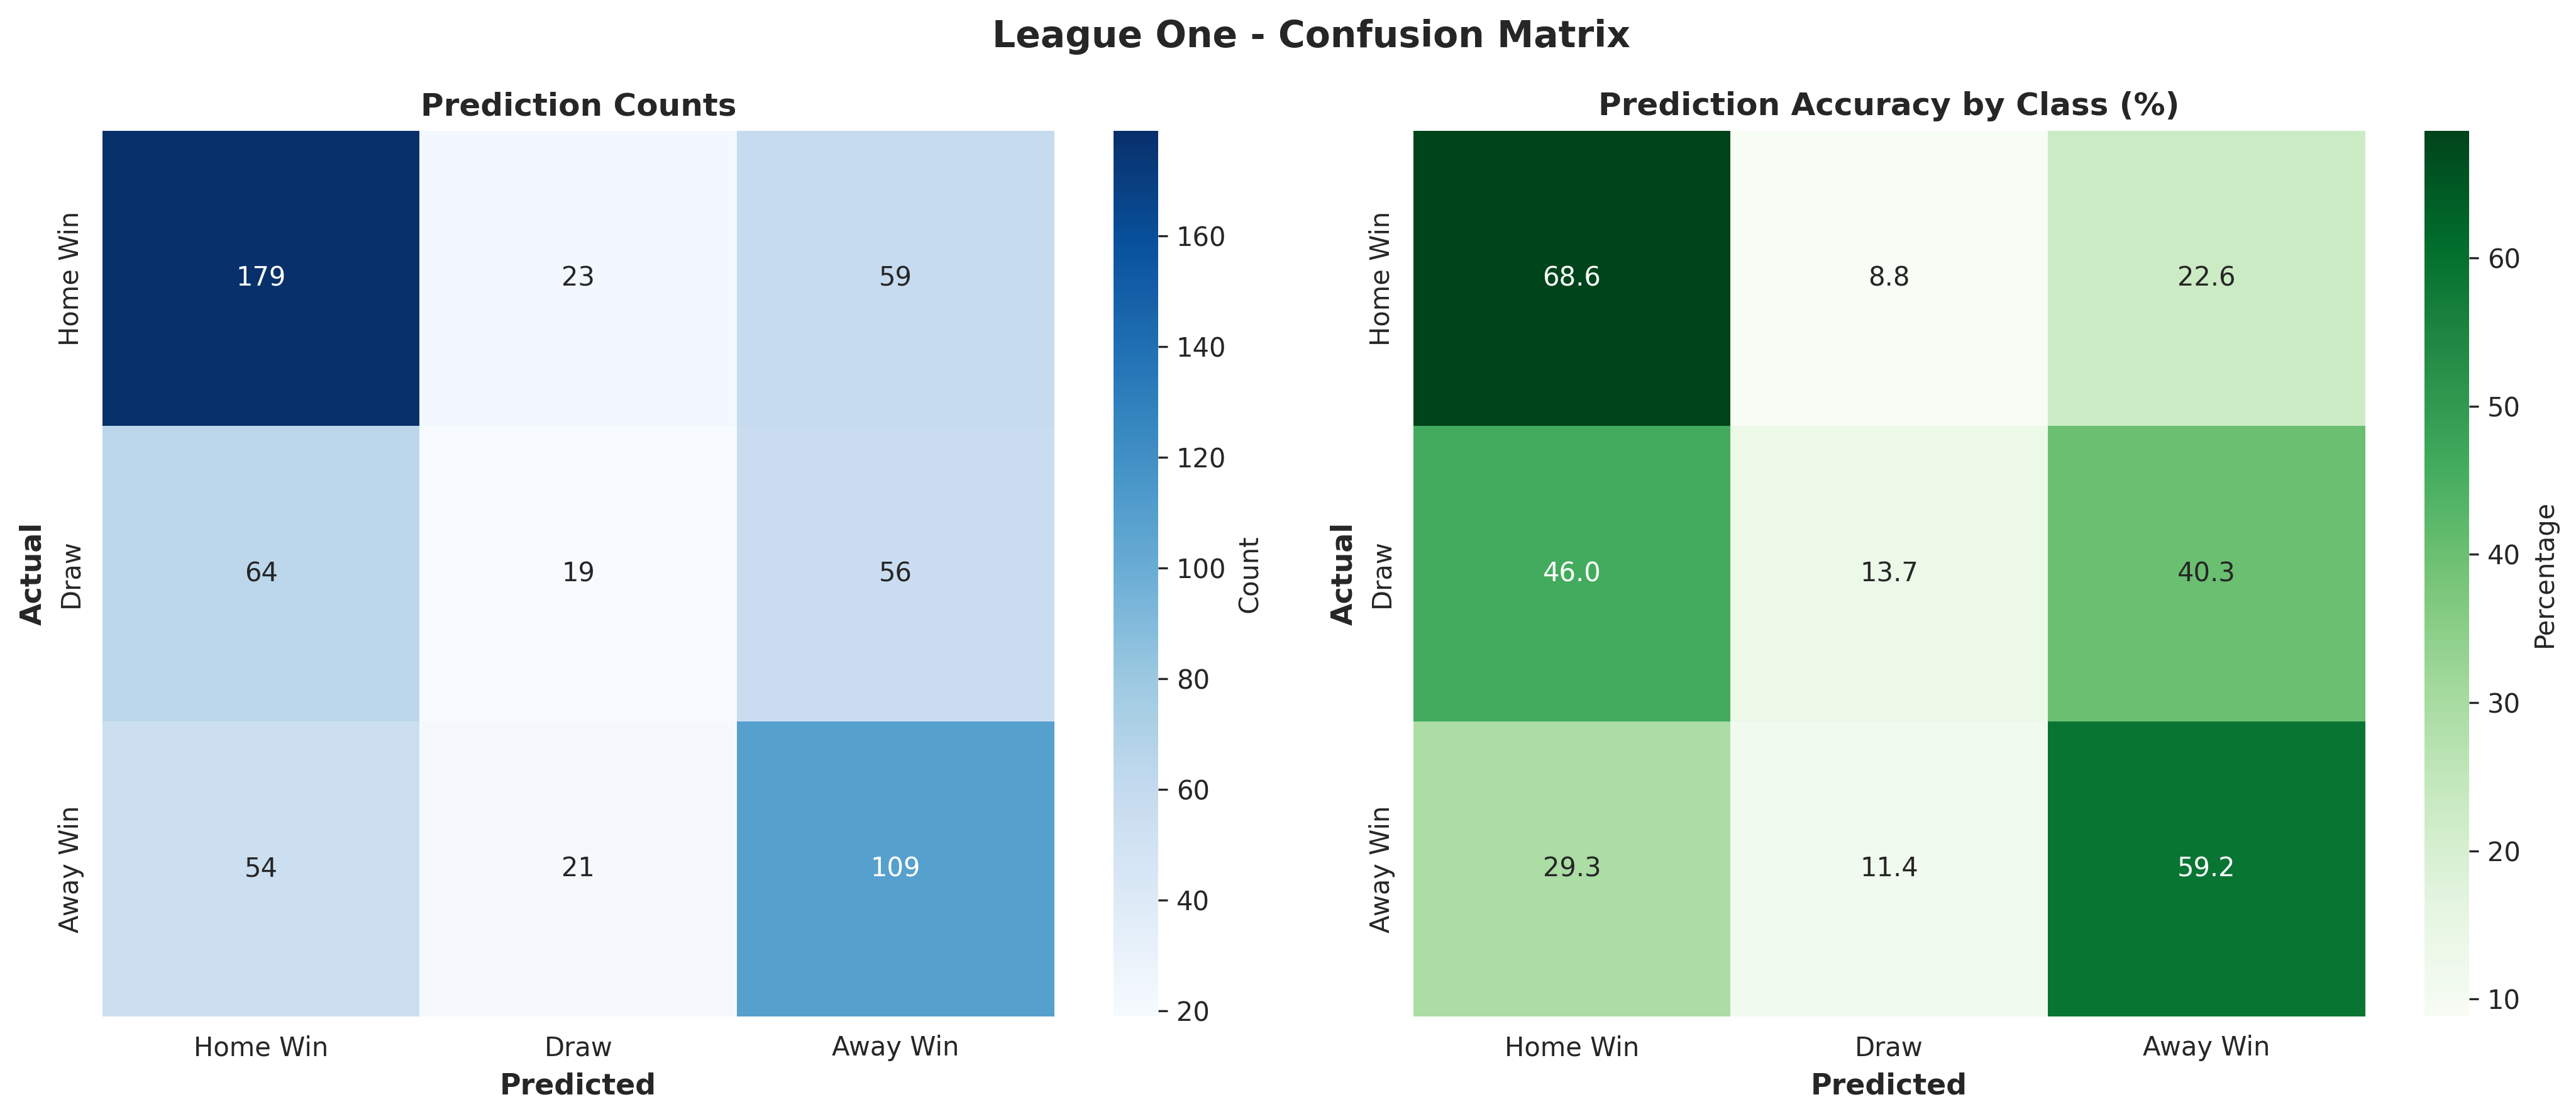 League One - Confusion Matrix
Prediction Counts
Actual
Home Win
Draw
Away Win
179 23 59
64 19 56
54 21 109
Home Win Draw Away Win
Predicted
160
140
120
100
80
60
40
20
Count
Prediction Accuracy by Class (%)
Actual
Home Win
Draw
Away Win
68.6 8.8 22.6
46.0 13.7 40.3
29.3 11.4 59.2
Home Win Draw Away Win
Predicted
60
50
40
30
20
10
Percentage